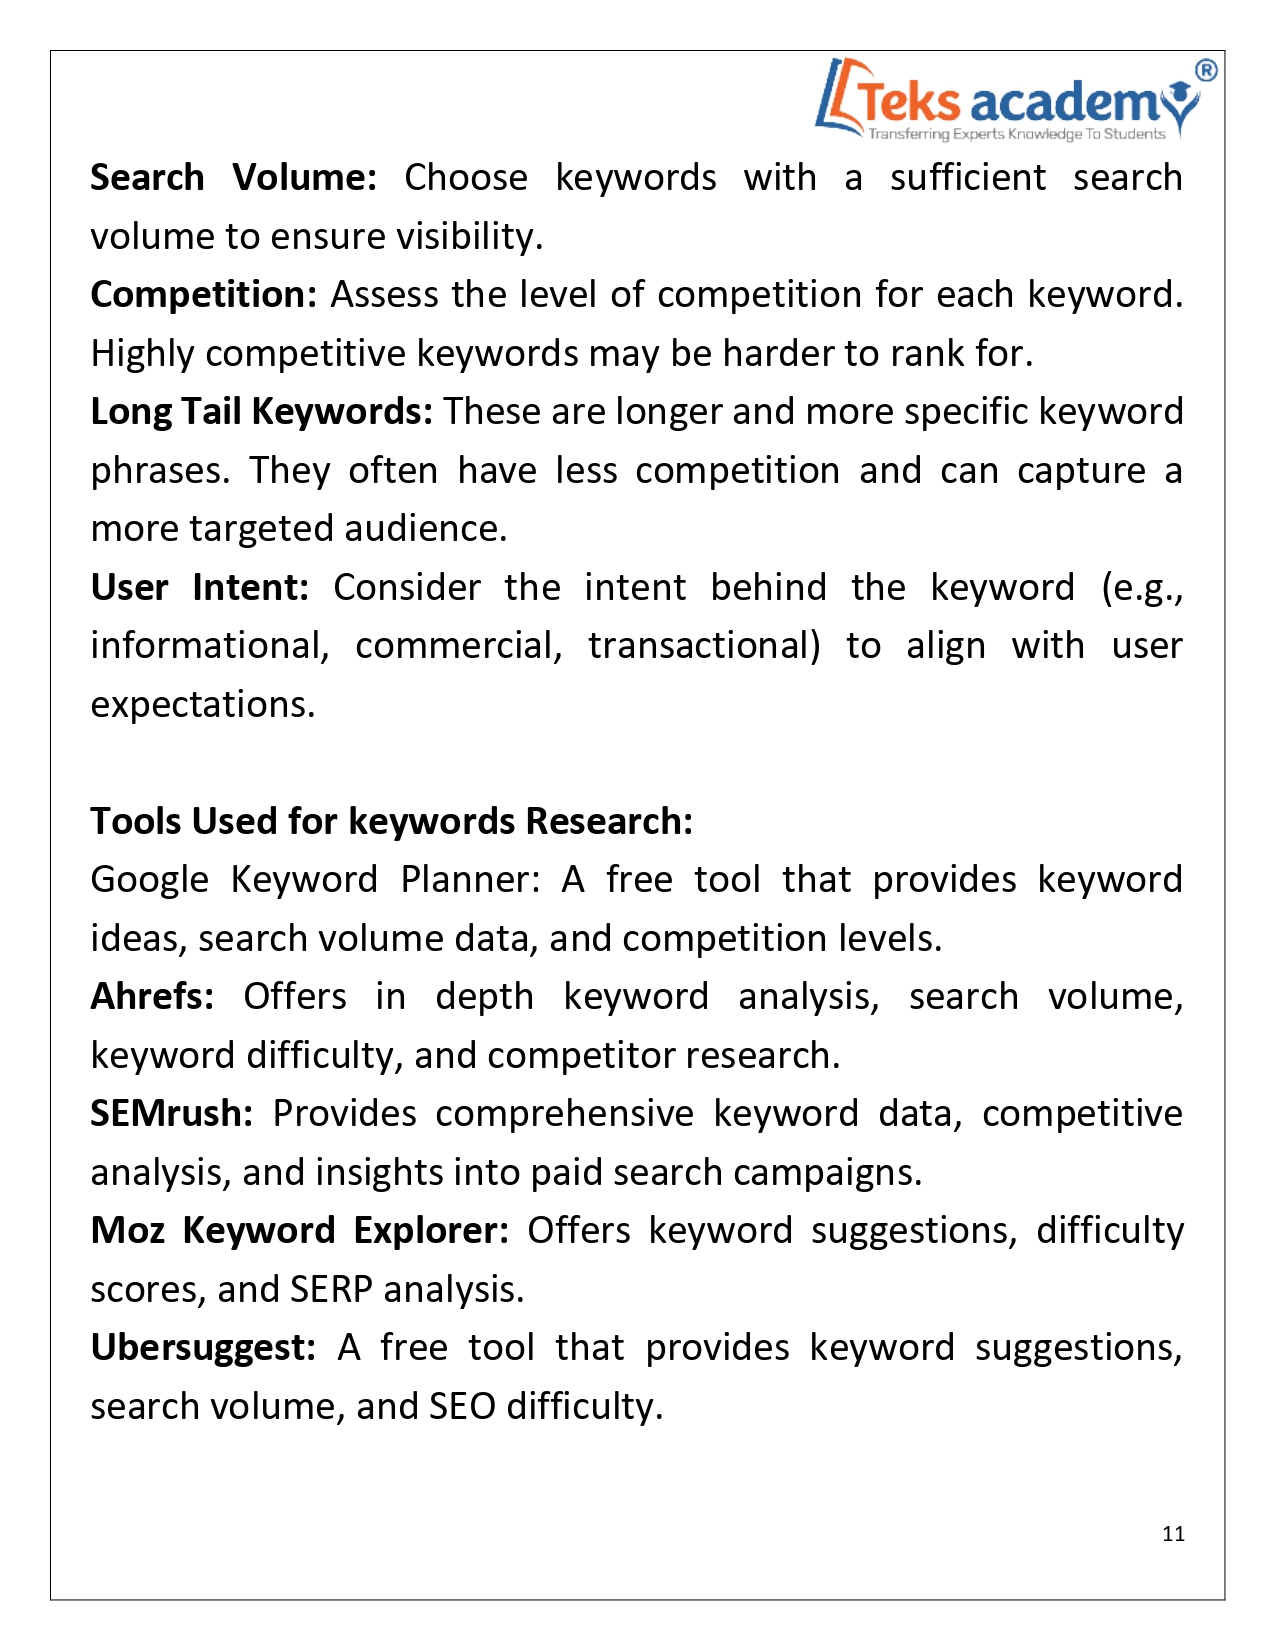 Teks academy®
Transferring Experts Knowledge To Students
Search Volume: Choose keywords with a sufficient search
volume to ensure visibility.
Competition: Assess the level of competition for each keyword.
Highly competitive keywords may be harder to rank for.
Long Tail Keywords: These are longer and more specific keyword
phrases. They often have less competition and can capture a
more targeted audience.
User Intent: Consider the intent behind the keyword (e.g.,
informational, commercial, transactional) to align with user
expectations.
Tools Used for keywords Research:
Google Keyword Planner: A free tool that provides keyword
ideas, search volume data, and competition levels.
Ahrefs: Offers in depth keyword analysis, search volume,
keyword difficulty, and competitor research.
SEMrush: Provides comprehensive keyword data, competitive
analysis, and insights into paid search campaigns.
Moz Keyword Explorer: Offers keyword suggestions, difficulty
scores, and SERP analysis.
Ubersuggest: A free tool that provides keyword suggestions,
search volume, and SEO difficulty.
11